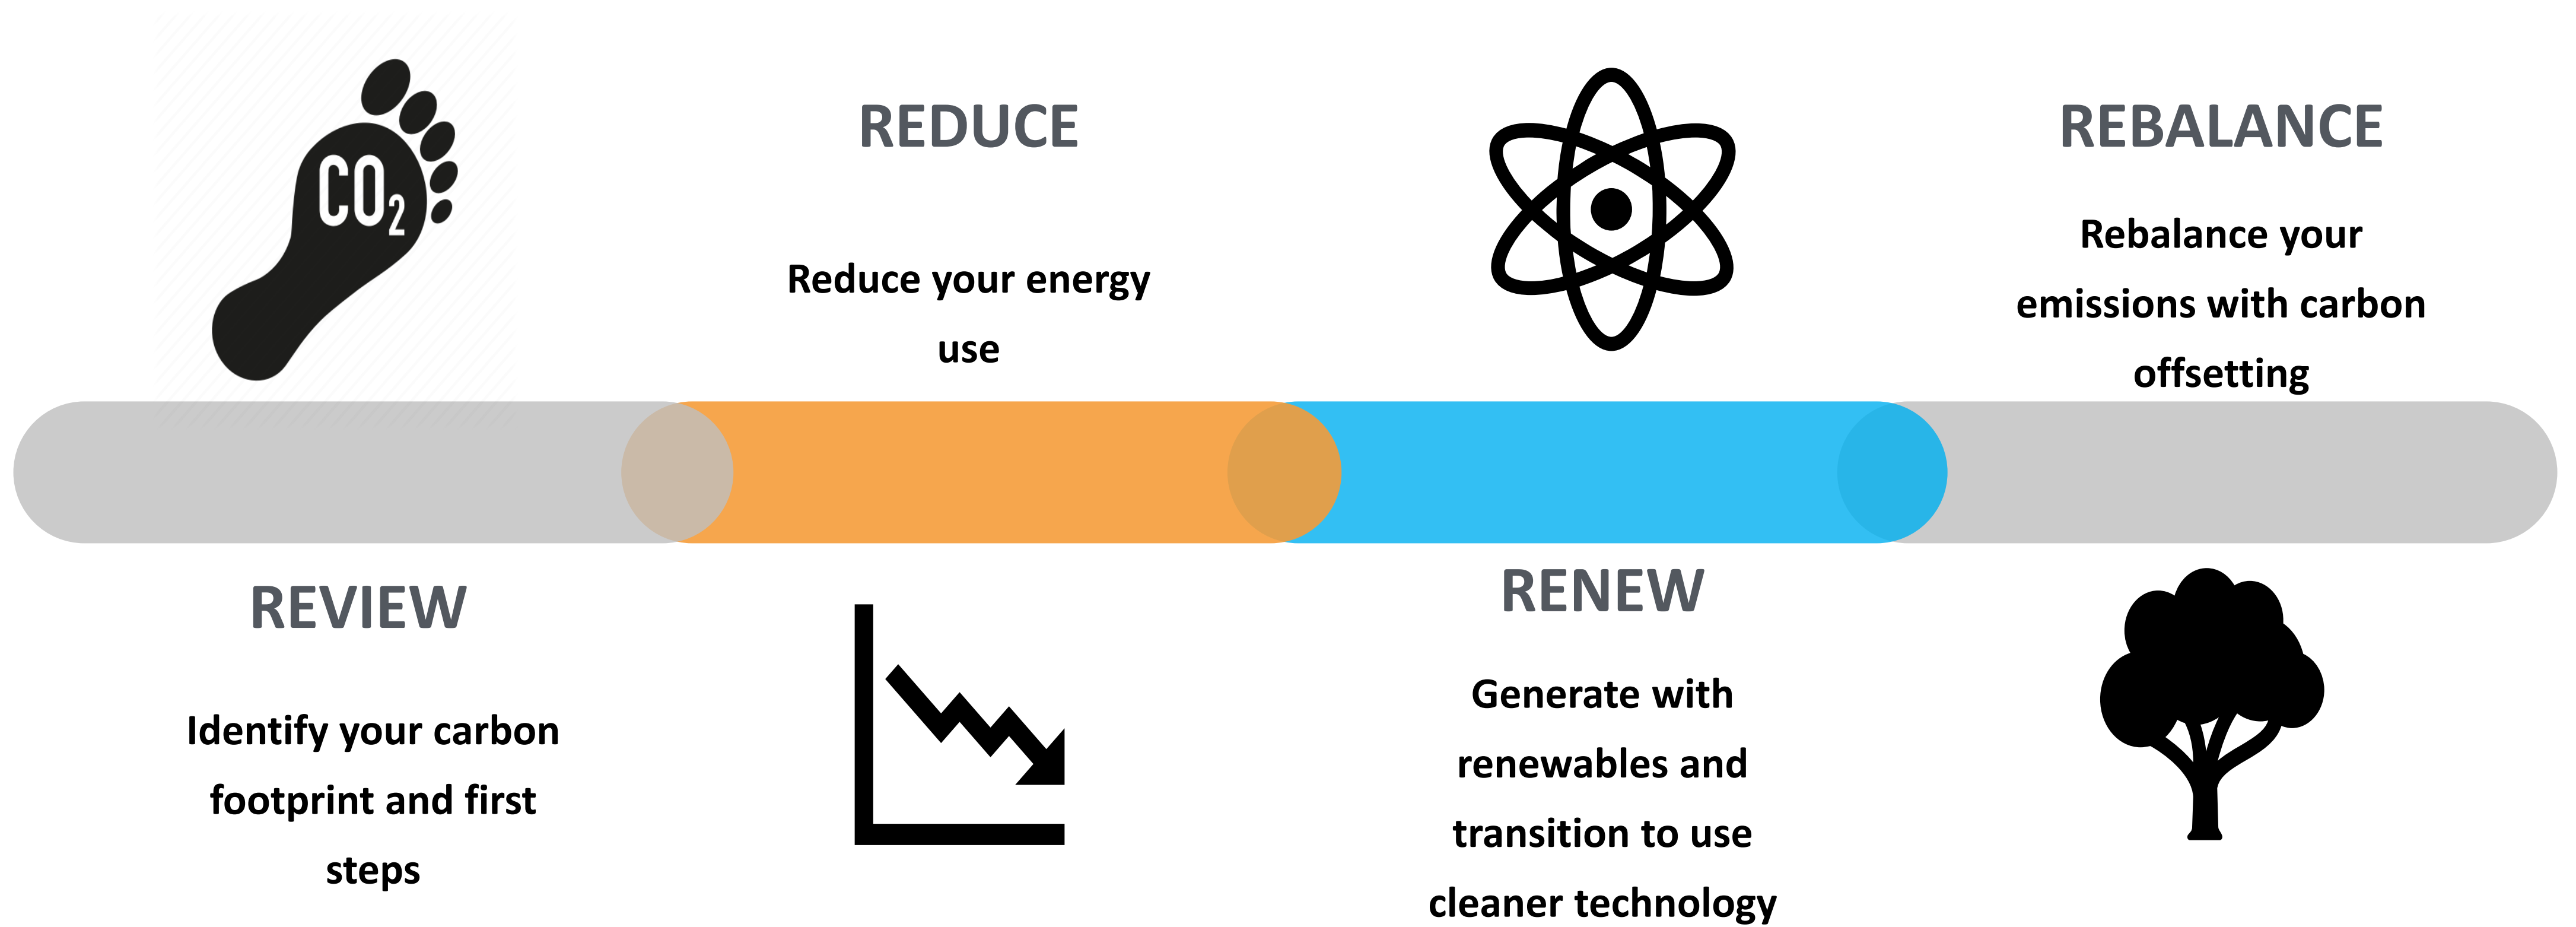 CO₂
REVIEW
Identify your carbon
footprint and first
steps
REDUCE
Reduce your energy
use
RENEW
Generate with
renewables and
transition to use
cleaner technology
REBALANCE
Rebalance your
emissions with carbon
offsetting